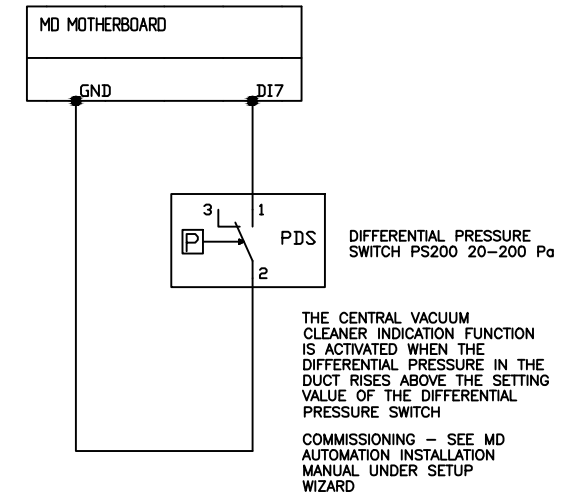 MD MOTHERBOARD
GND DI7
3 1
P PDS
2
DIFFERENTIAL PRESSURE
SWITCH PS200 20-200 Pa
THE CENTRAL VACUUM
CLEANER INDICATION FUNCTION
IS ACTIVATED WHEN THE
DIFFERENTIAL PRESSURE IN THE
DUCT RISES ABOVE THE SETTING
VALUE OF THE DIFFERENTIAL
PRESSURE SWITCH
COMMISSIONING - SEE MD
AUTOMATION INSTALLATION
MANUAL UNDER SETUP
WIZARD